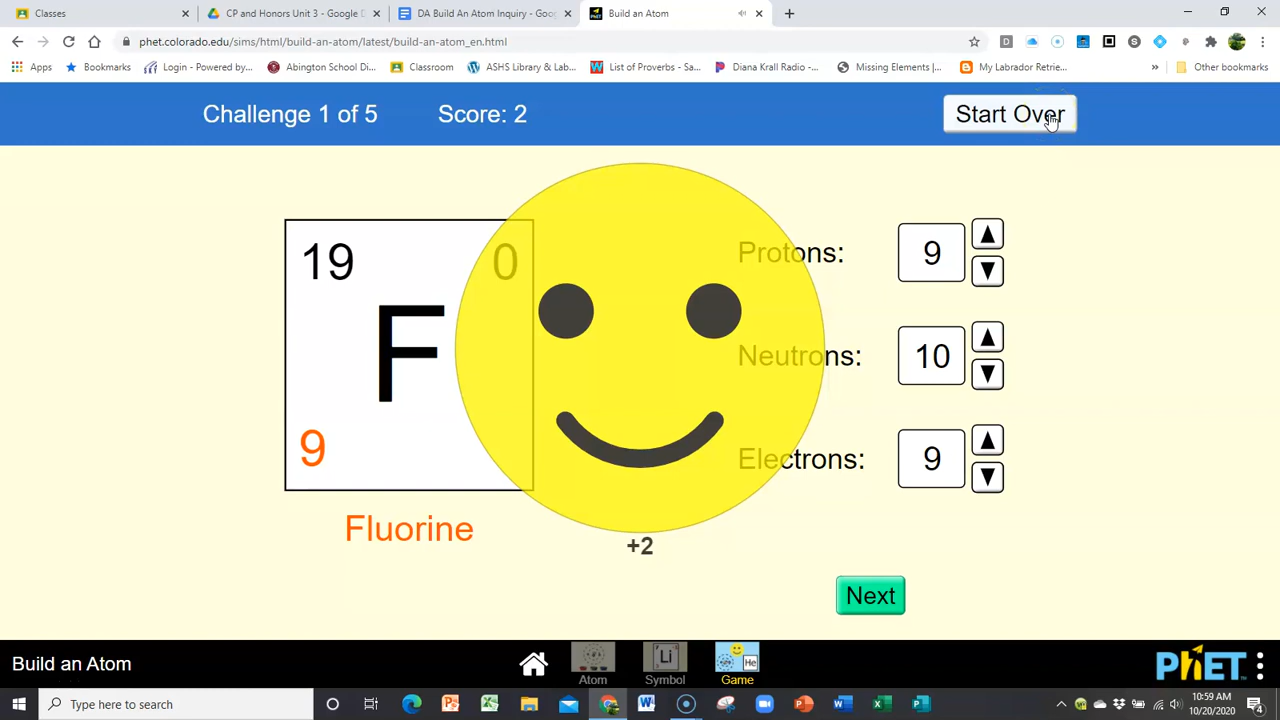 Classes
CP and Honors Unit 3 - Google D
DA Build An Atom Inquiry - Goog
Build an Atom
phet.colorado.edu/sims/html/build-an-atom/latest/build-an-atom_en.html
Apps
Bookmarks
Login - Powered by...
Abington School Di...
Classroom
ASHS Library & Lab...
List of Proverbs - Sa...
Diana Krall Radio -...
Missing Elements |...
My Labrador Retrie...
»
Other bookmarks
Challenge 1 of 5
Score: 2
Start Over
19
0
F
9
Fluorine
Protons:
9
Neutrons:
10
Electrons:
9
+2
Next
Build an Atom
Atom
Li
Symbol
He
Game
PhET
Type here to search
10:59 AM
10/20/2020